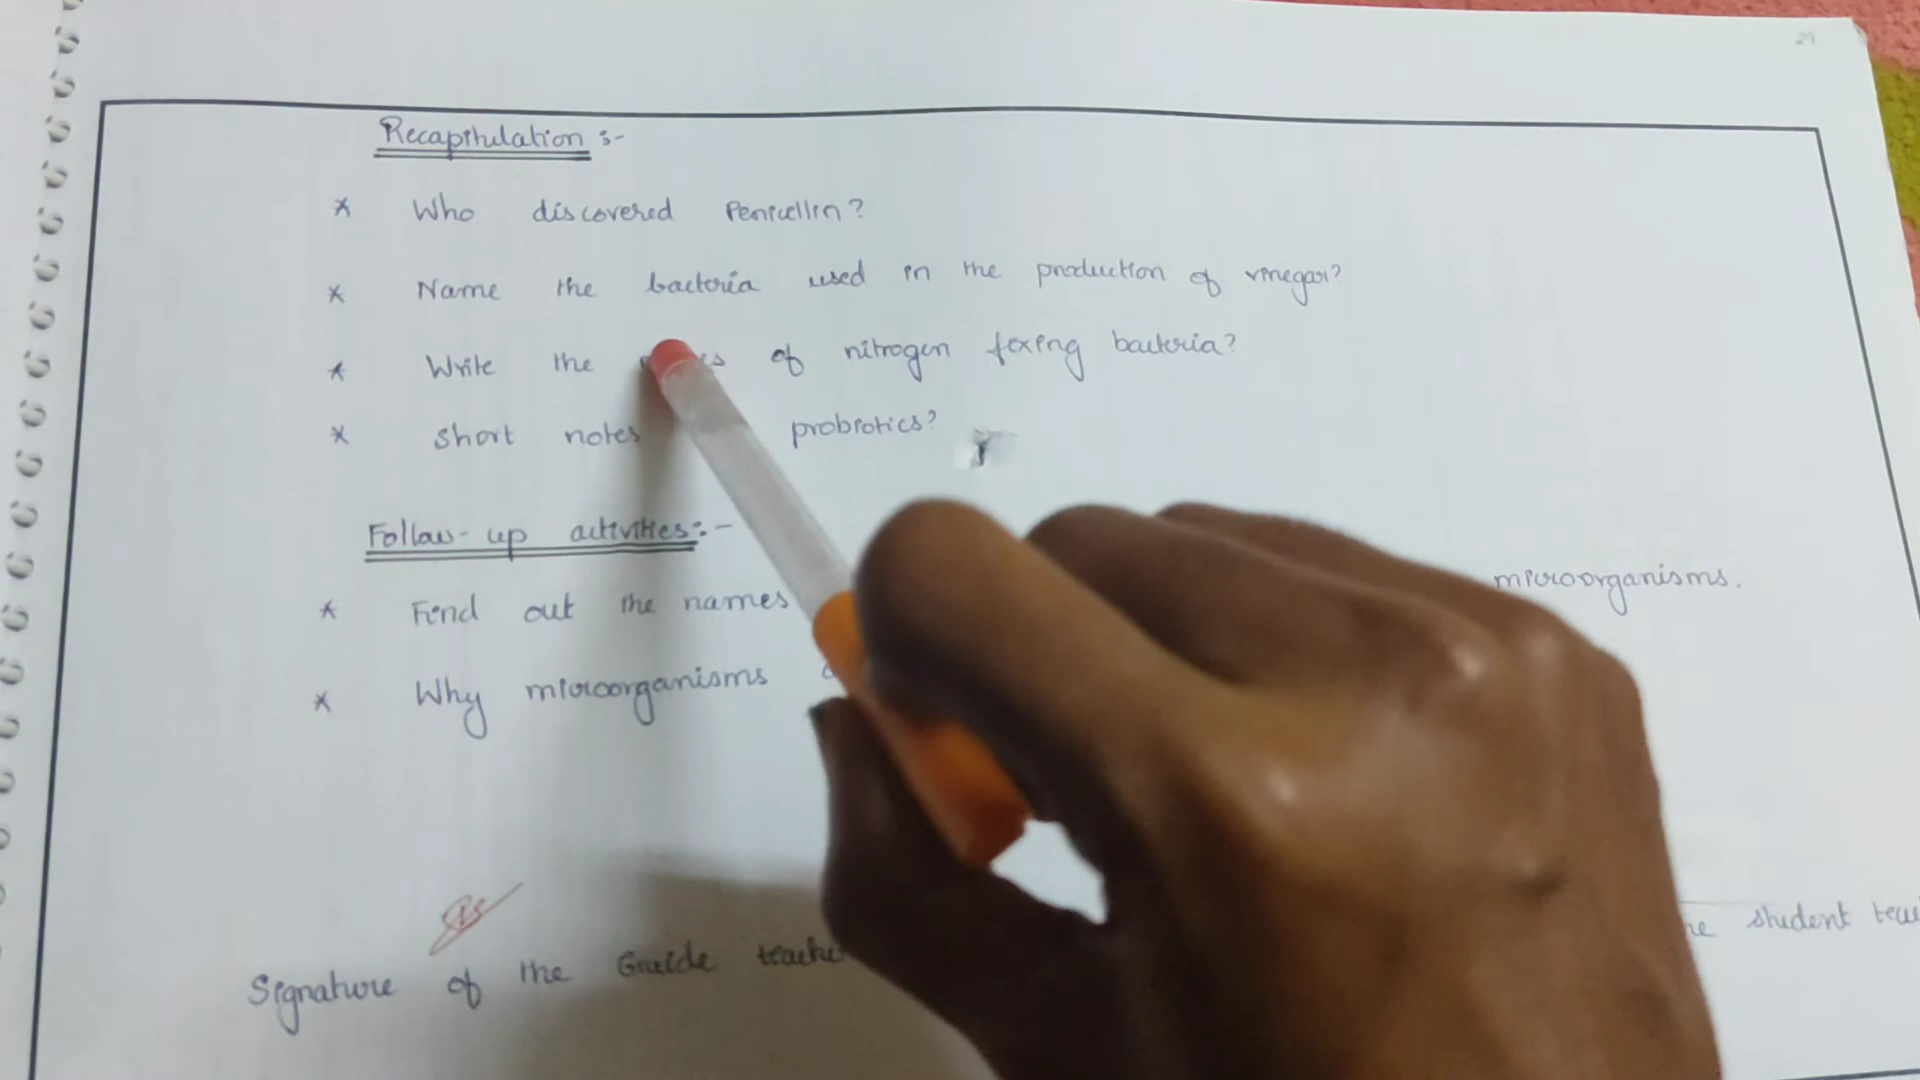 29
Recapitulation :-
* Who discovered Penicillin?
* Name the bacteria used in the production of vinegar?
* Write the of nitrogen fixing bacteria?
* Short notes probiotics?
Follow-up activities:-
* Find out the names microorganisms.
* Why microorganisms
Signature of the Guide student